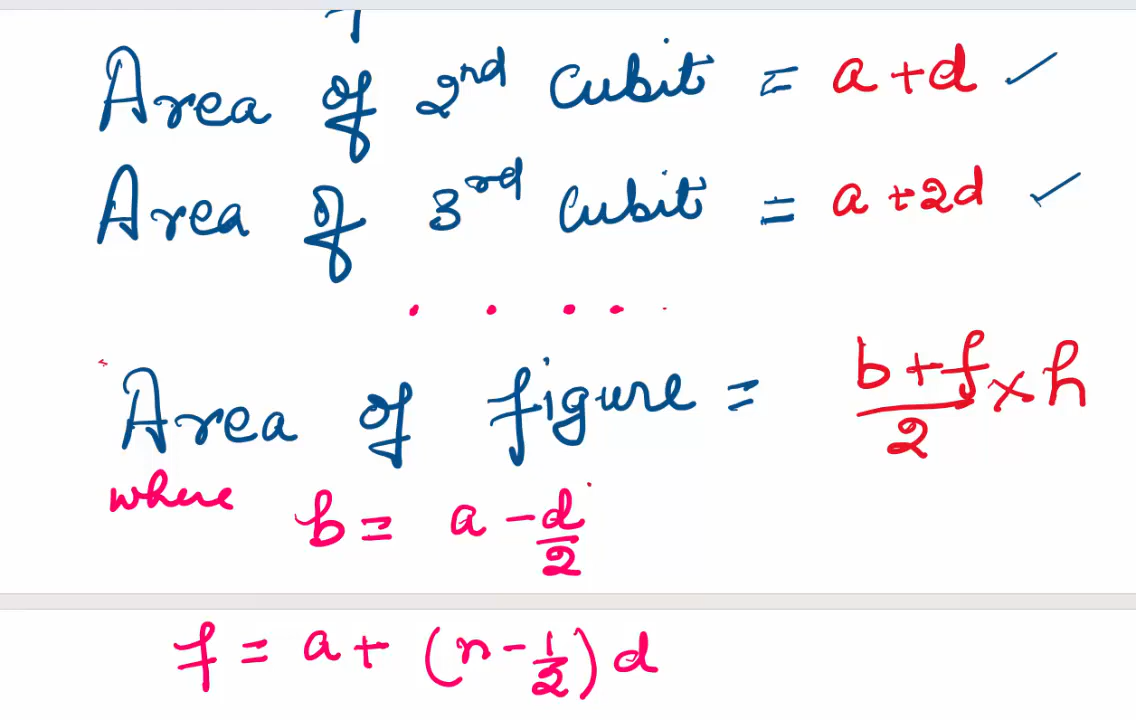 Area of 2nd cubit = a + d ✓
Area of 3rd cubit = a + 2d ✓
. . . . .
Area of figure = (b + f)/2 × h
where b = a - d/2
f = a + (n - 1/2) d